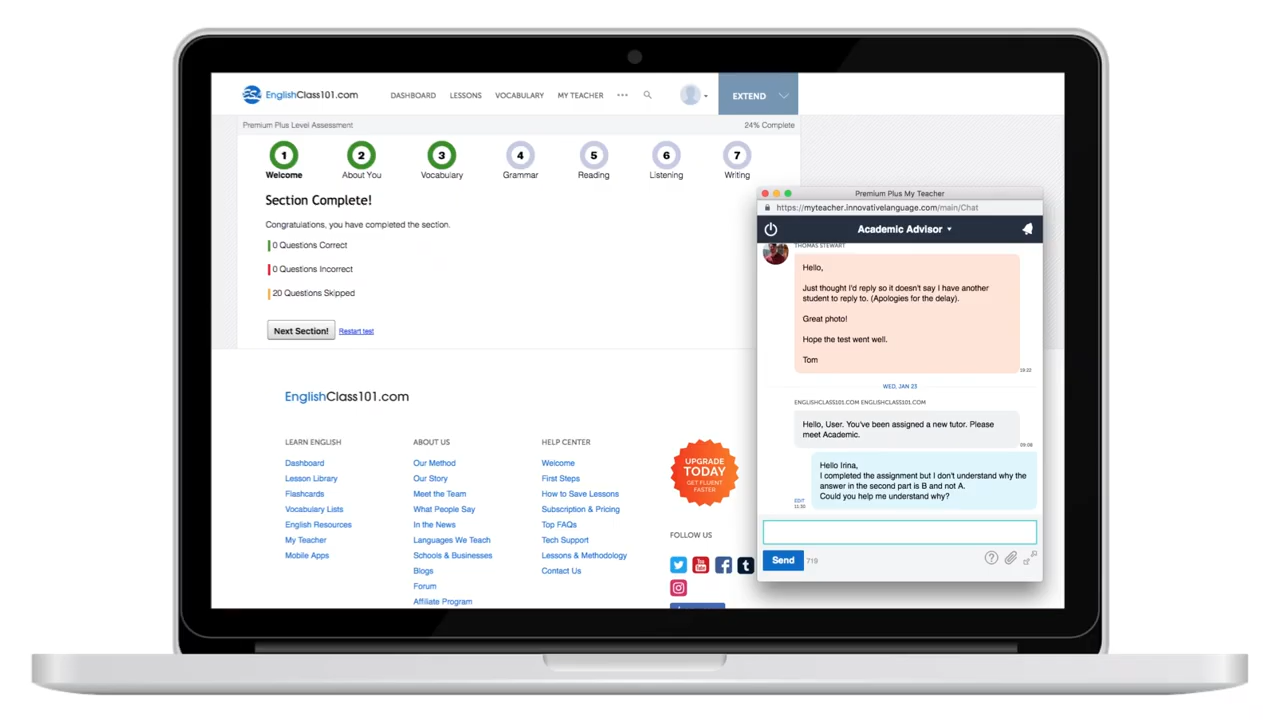 EnglishClass101.com
DASHBOARD LESSONS VOCABULARY MY TEACHER ••• EXTEND
Premium Plus Level Assessment 24% Complete
1 2 3 4 5 6 7
Welcome About You Vocabulary Grammar Reading Listening Writing
Section Complete!
Congratulations, you have completed the section.
0 Questions Correct
0 Questions Incorrect
20 Questions Skipped
Next Section! Restart test
EnglishClass101.com
LEARN ENGLISH
Dashboard
Lesson Library
Flashcards
Vocabulary Lists
English Resources
My Teacher
Mobile Apps
ABOUT US
Our Method
Our Story
Meet the Team
What People Say
In the News
Languages We Teach
Schools & Businesses
Blogs
Forum
Affiliate Program
HELP CENTER
Welcome
First Steps
How to Save Lessons
Subscription & Pricing
Top FAQs
Tech Support
Lessons & Methodology
Contact Us
UPGRADE
TODAY
GET FLUENT
FASTER
FOLLOW US
You
Tube
Premium Plus My Teacher
https://myteacher.innovativelanguage.com/main/Chat
Academic Advisor
THOMAS STEWART
Hello,
Just thought I'd reply so it doesn't say I have another
student to reply to. (Apologies for the delay).
Great photo!
Hope the test went well.
Tom
WED, JAN 23
ENGLISHCLASS101.COM ENGLISHCLASS101.COM
Hello, User. You've been assigned a new tutor. Please
meet Academic.
09:08
Hello Irina,
I completed the assignment but I don't understand why the
answer in the second part is B and not A.
Could you help me understand why?
EDIT
11:30
Send 719